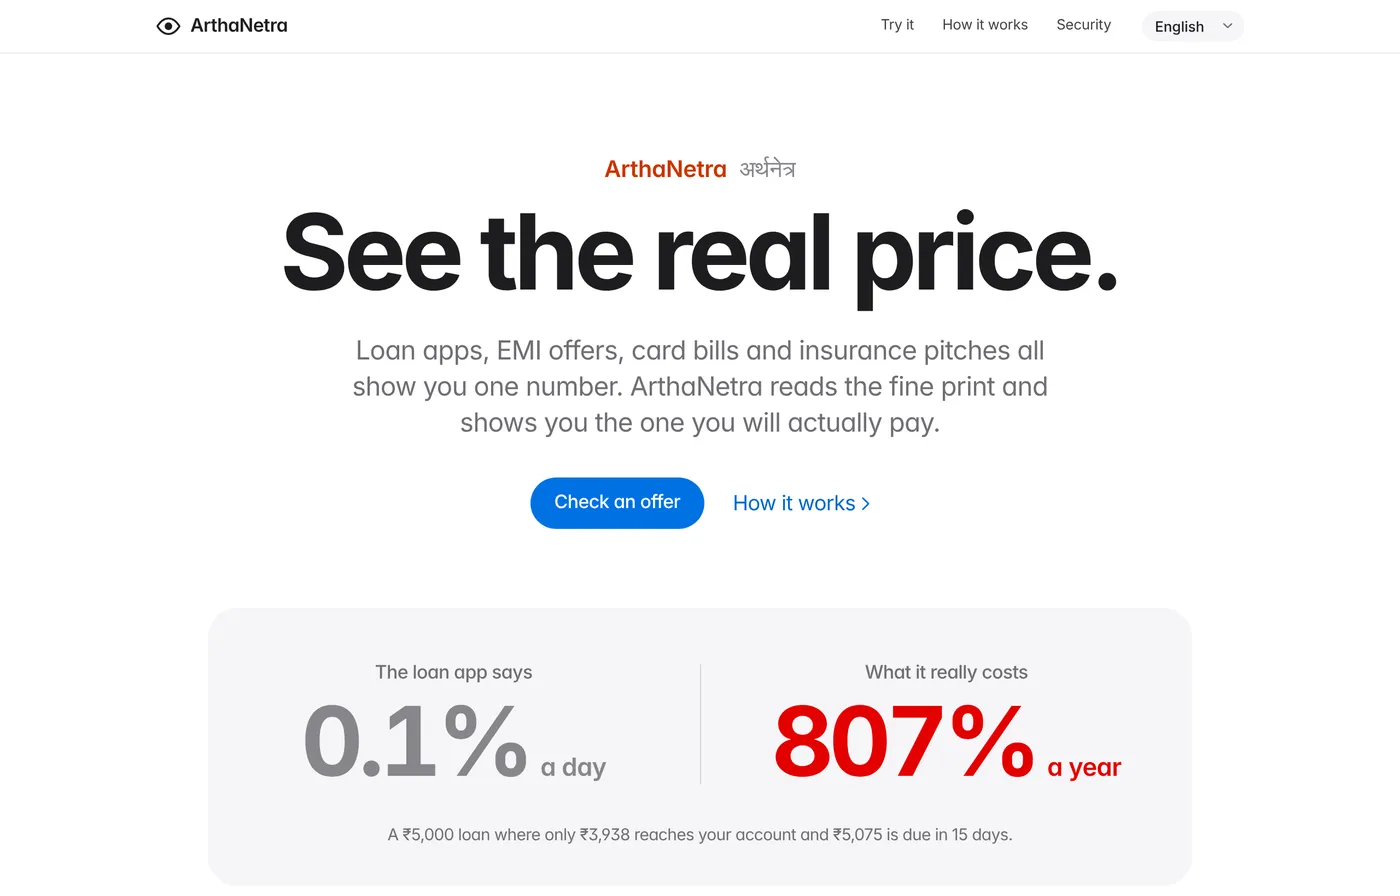 ArthaNetra
Try it
How it works
Security
English
ArthaNetra अर्थनेत्र
See the real price.
Loan apps, EMI offers, card bills and insurance pitches all
show you one number. ArthaNetra reads the fine print and
shows you the one you will actually pay.
Check an offer
How it works >
The loan app says
0.1% a day
What it really costs
807% a year
A ₹5,000 loan where only ₹3,938 reaches your account and ₹5,075 is due in 15 days.